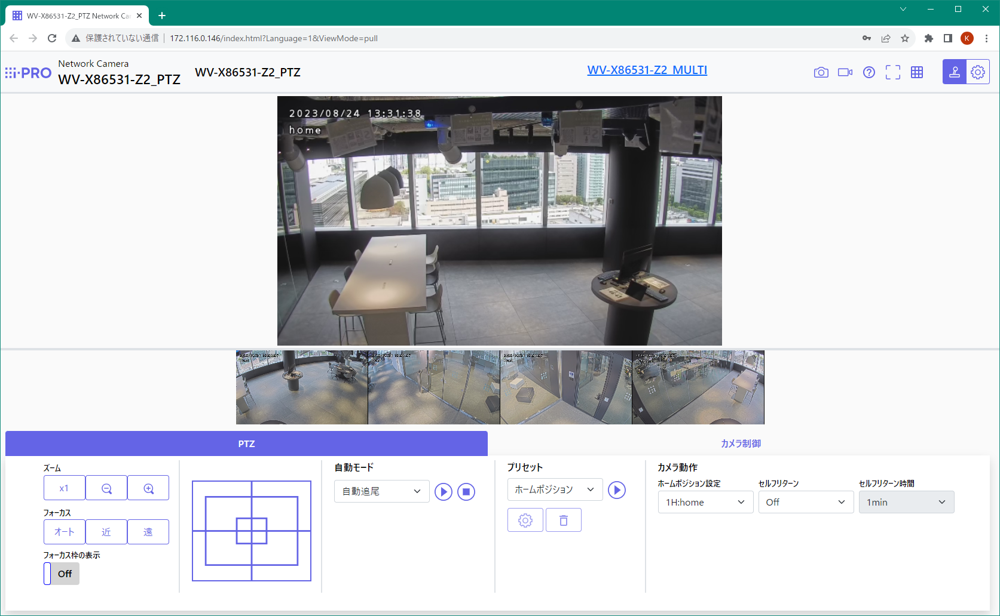 WV-X86531-Z2_PTZ Network Ca
保護されていない通信
172.116.0.146/index.html?Language=1&ViewMode=pull
K
i-PRO
Network Camera
WV-X86531-Z2_PTZ
WV-X86531-Z2_PTZ
WV-X86531-Z2_MULTI
2023/08/24 13:31:38
home
PTZ
カメラ制御
ズーム
x1
フォーカス
オート
近
遠
フォーカス枠の表示
Off
自動モード
自動追尾
プリセット
ホームポジション
カメラ動作
ホームポジション設定
セルフリターン
セルフリターン時間
1H:home
Off
1min